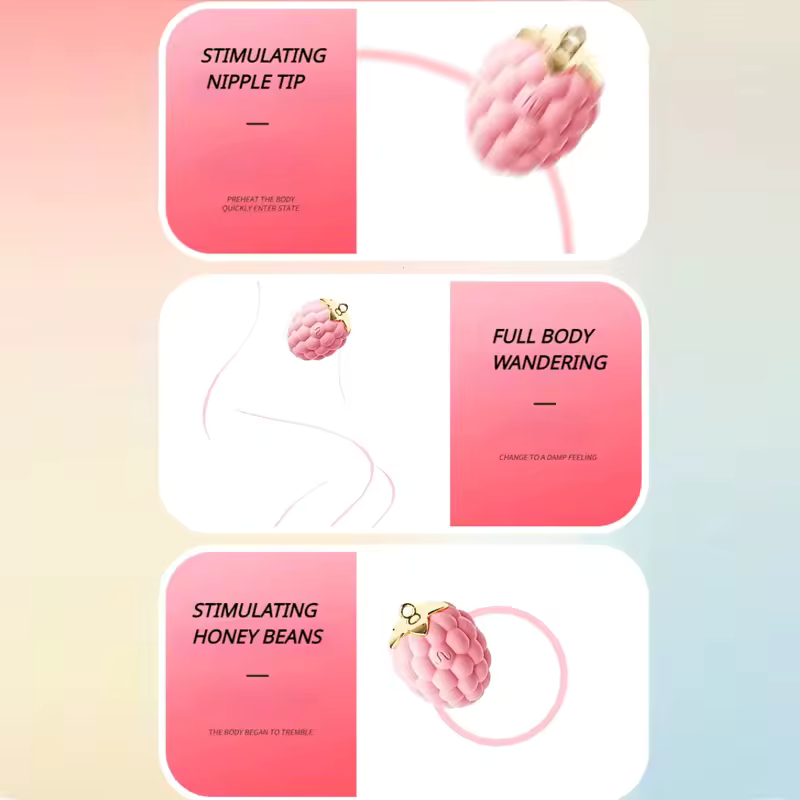 STIMULATING
NIPPLE TIP
PREHEAT THE BODY
QUICKLY ENTER STATE
FULL BODY
WANDERING
CHANGE TO A DAMP FEELING
STIMULATING
HONEY BEANS
THE BODY BEGAN TO TREMBLE